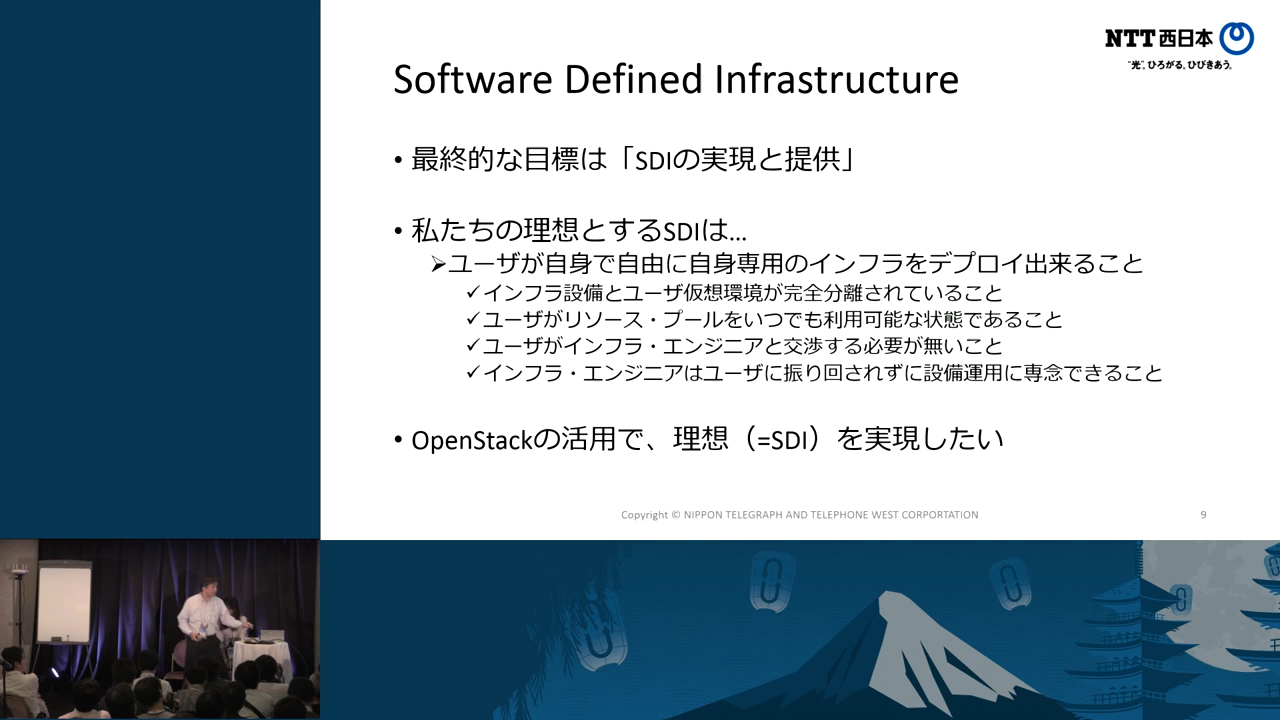 NTT西日本
“光”、ひろがる。ひびきあう。
Software Defined Infrastructure
• 最終的な目標は「SDIの実現と提供」
• 私たちの理想とするSDIは…
➢ユーザが自身で自由に自身専用のインフラをデプロイ出来ること
✓インフラ設備とユーザ仮想環境が完全分離されていること
✓ユーザがリソース・プールをいつでも利用可能な状態であること
✓ユーザがインフラ・エンジニアと交渉する必要が無いこと
✓インフラ・エンジニアはユーザに振り回されずに設備運用に専念できること
• OpenStackの活用で、理想（=SDI）を実現したい
Copyright © NIPPON TELEGRAPH AND TELEPHONE WEST CORPORTATION
9